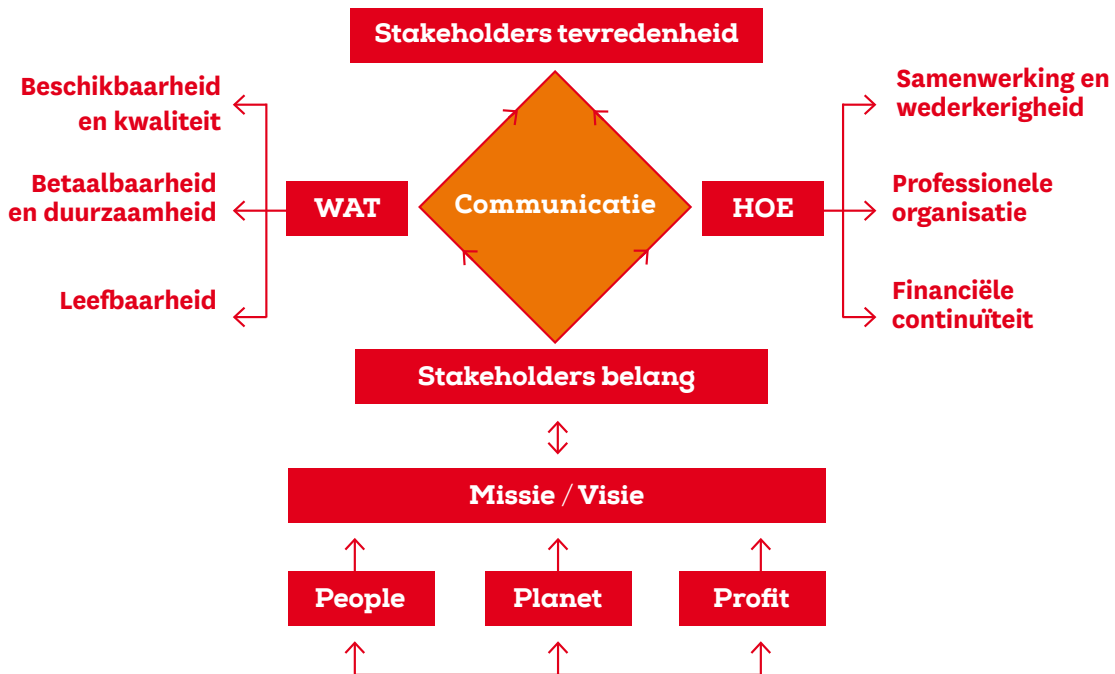 Stakeholders tevredenheid
Beschikbaarheid
en kwaliteit
Betaalbaarheid
en duurzaamheid
Leefbaarheid
WAT
Communicatie
HOE
Samenwerking en
wederkerigheid
Professionele
organisatie
Financiële
continuïteit
Stakeholders belang
Missie / Visie
People
Planet
Profit